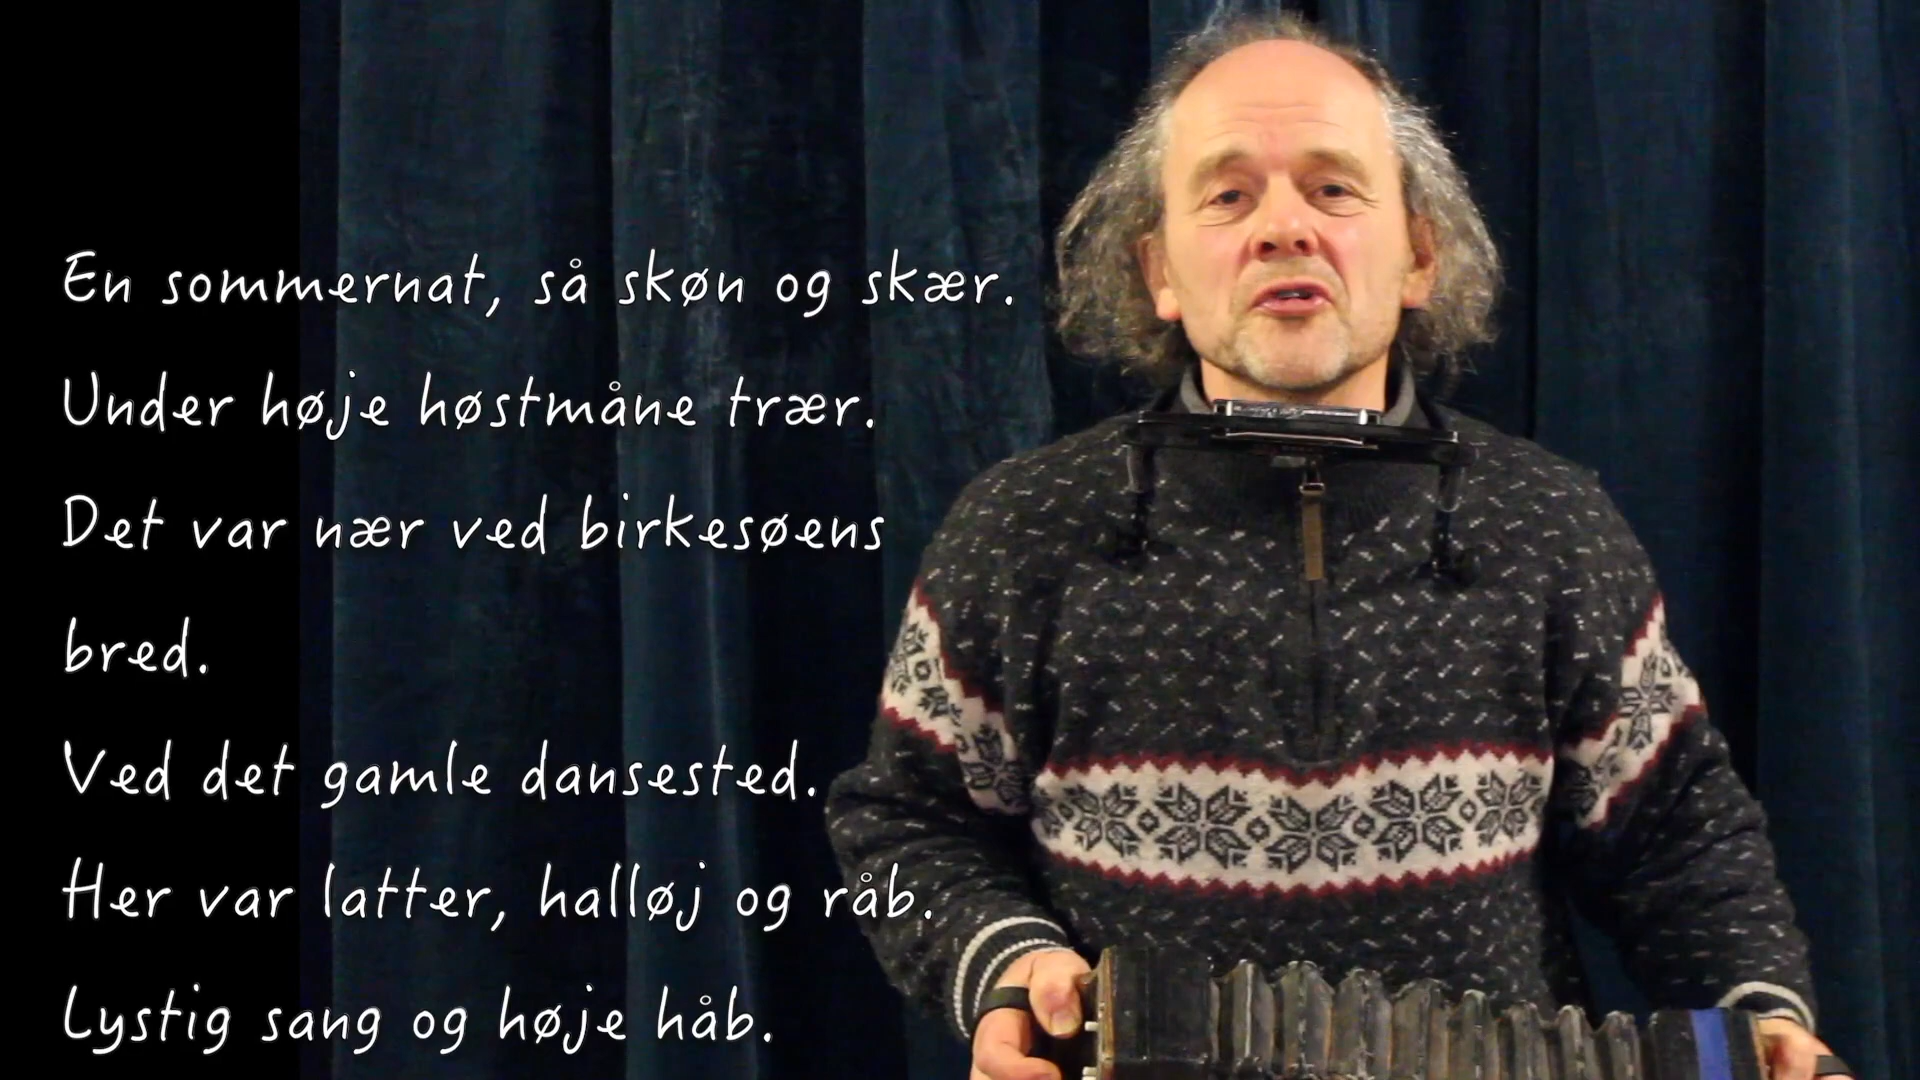 En sommernat, så skøn og skær.
Under høje høstmåne trær.
Det var nær ved birkesøens
bred.
Ved det gamle dansested.
Her var latter, halløj og råb.
Lystig sang og høje håb.